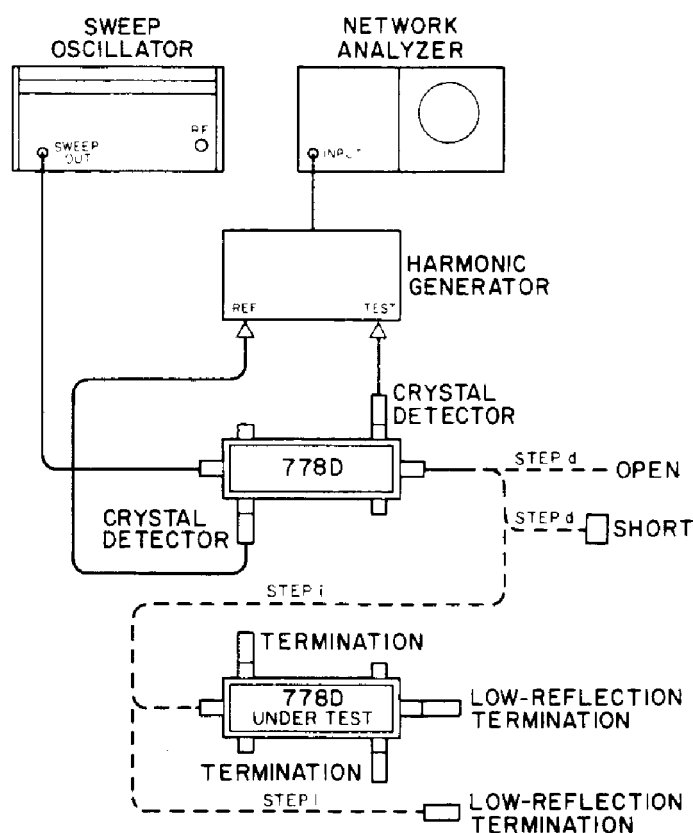 SWEEP
OSCILLATOR
NETWORK
ANALYZER
RF
SWEEP
OUT
INPUT
HARMONIC
GENERATOR
REF
TEST
CRYSTAL
DETECTOR
778D
STEP d
OPEN
CRYSTAL
DETECTOR
STEP d
SHORT
STEP i
TERMINATION
778D
UNDER TEST
LOW-REFLECTION
TERMINATION
TERMINATION
STEP l
LOW-REFLECTION
TERMINATION